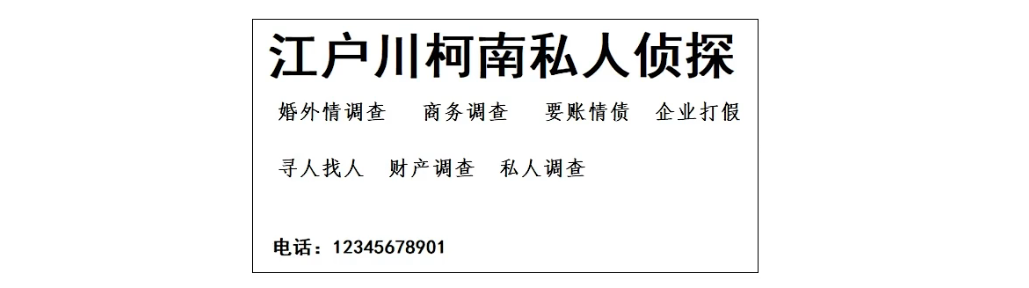 江户川柯南私人侦探
婚外情调查 商务调查 要账情债 企业打假
寻人找人 财产调查 私人调查
电话：12345678901